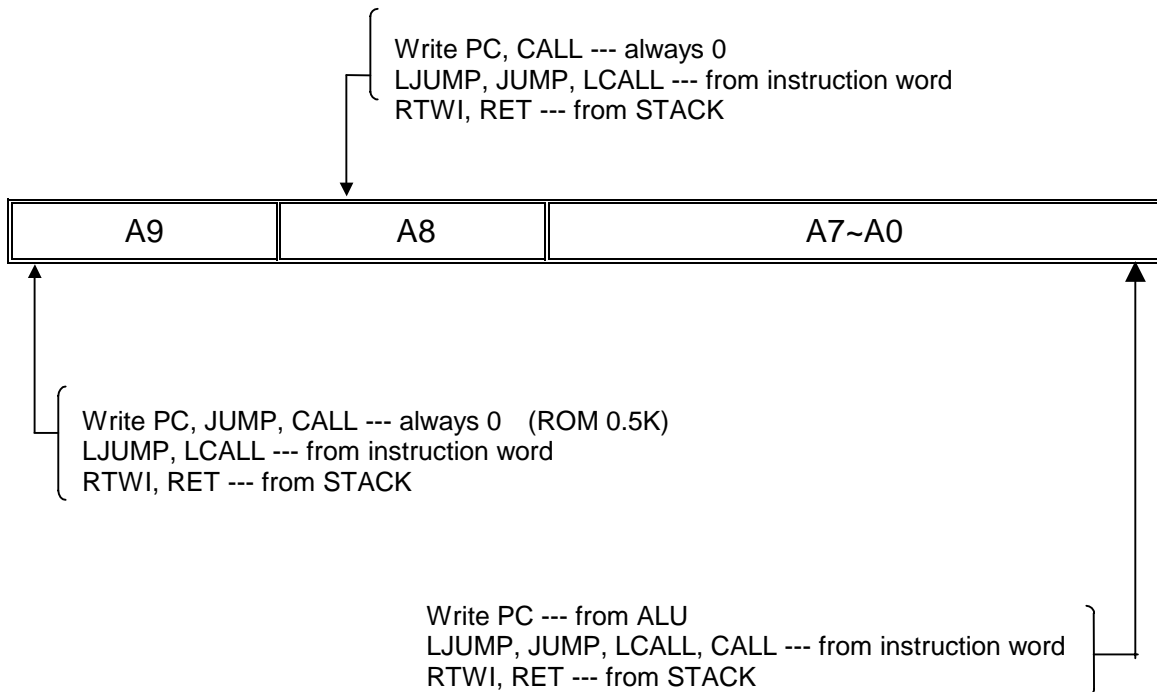 Write PC, CALL --- always 0
LJUMP, JUMP, LCALL --- from instruction word
RTWI, RET --- from STACK
A9 A8 A7~A0
Write PC, JUMP, CALL --- always 0 (ROM 0.5K)
LJUMP, LCALL --- from instruction word
RTWI, RET --- from STACK
Write PC --- from ALU
LJUMP, JUMP, LCALL, CALL --- from instruction word
RTWI, RET --- from STACK